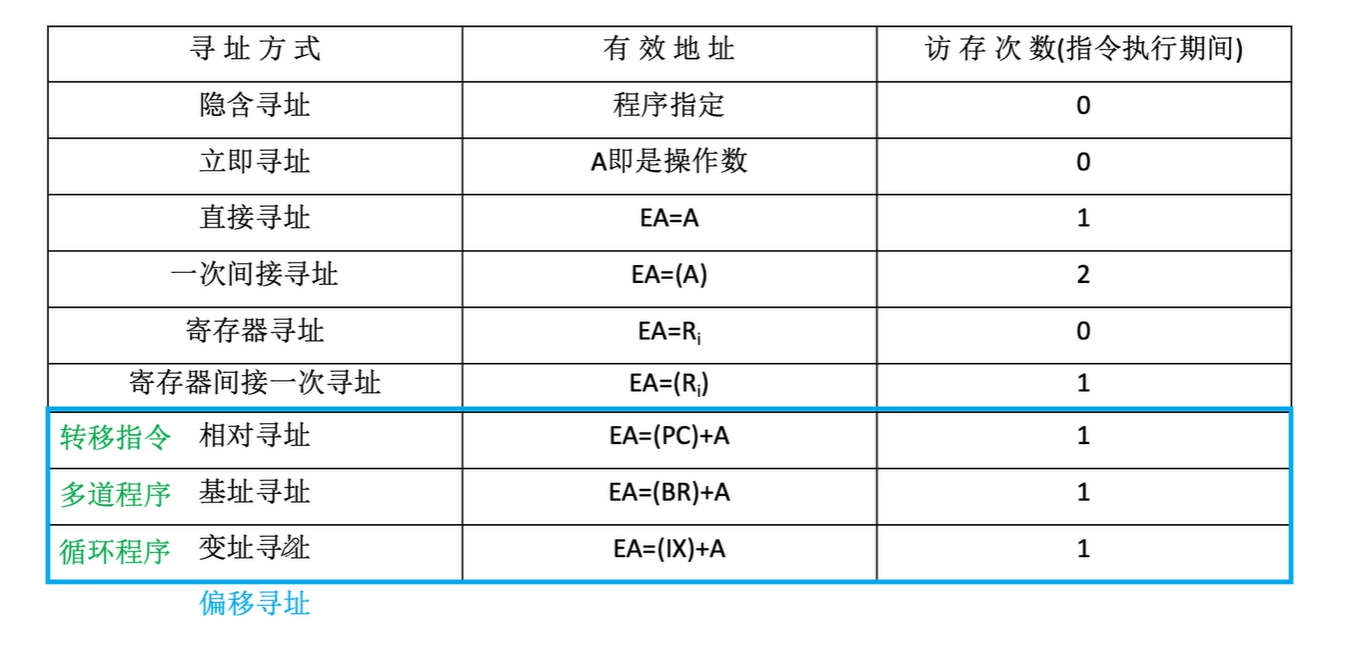 寻址方式 有效地址 访存次数(指令执行期间)
隐含寻址 程序指定 0
立即寻址 A即是操作数 0
直接寻址 EA=A 1
一次间接寻址 EA=(A) 2
寄存器寻址 EA=Rᵢ 0
寄存器间接一次寻址 EA=(Rᵢ) 1
转移指令 相对寻址 EA=(PC)+A 1
多道程序 基址寻址 EA=(BR)+A 1
循环程序 变址寻址 EA=(IX)+A 1
偏移寻址